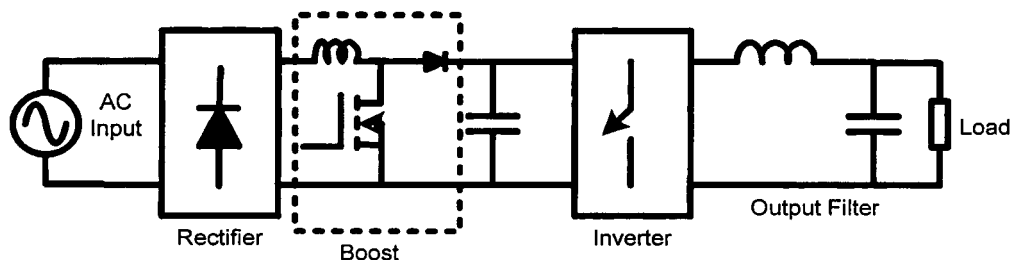 AC
Input
Rectifier
Boost
Inverter
Output Filter
Load